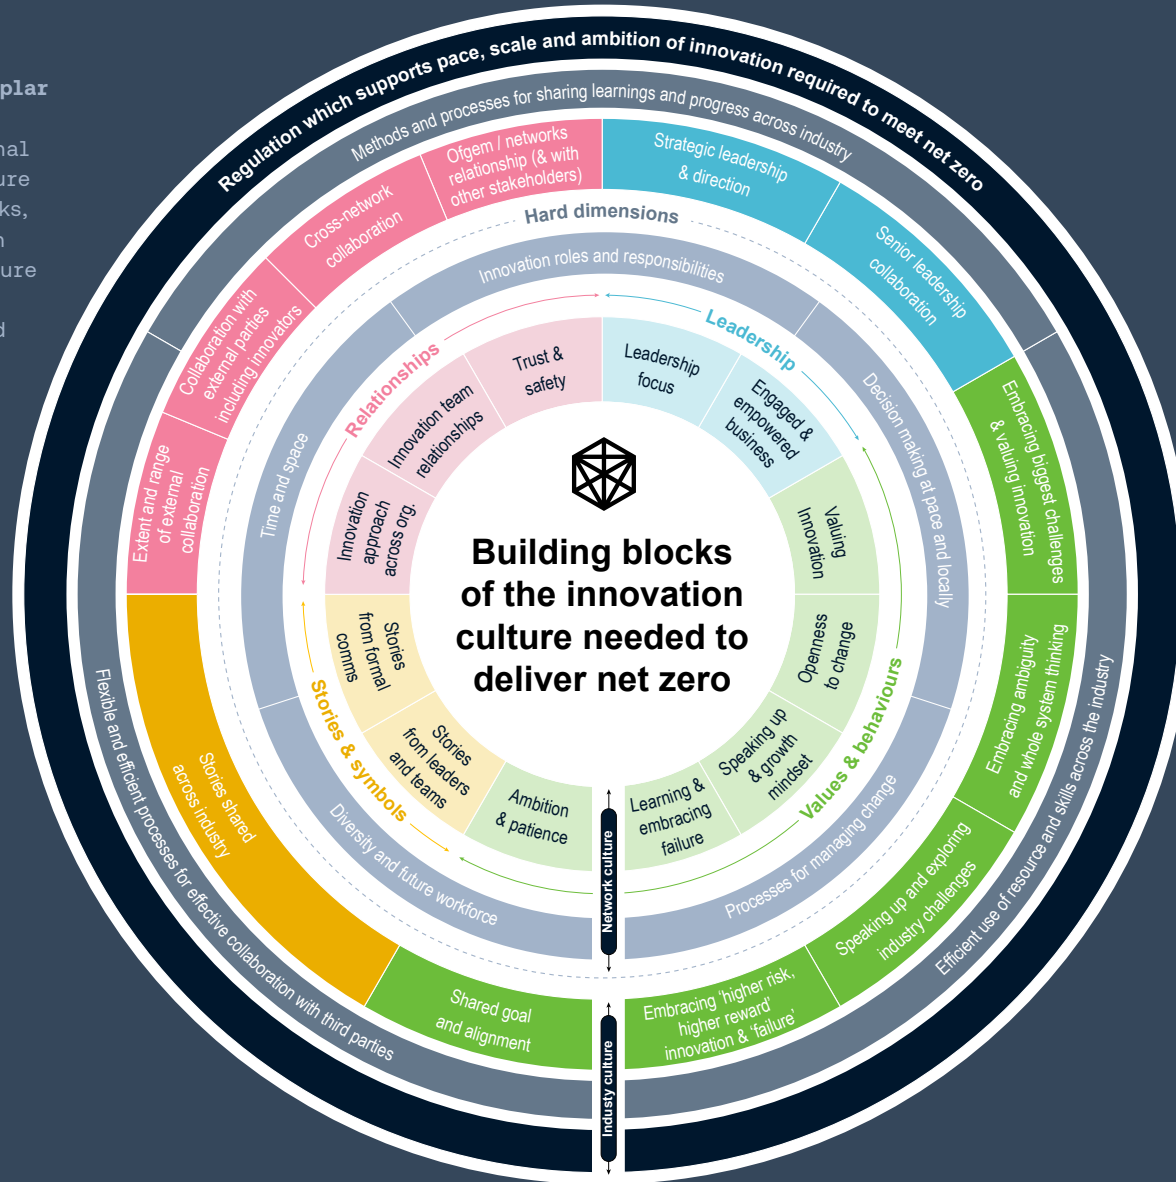 plar
nal
ure
ks,
n
ure
d
Regulation which supports pace, scale and ambition of innovation required to meet net zero
Methods and processes for sharing learnings and progress across industry
Efficient use of resource and skills across the industry
Flexible and efficient processes for effective collaboration with third parties
Ofgem / networks
relationship (& with
other stakeholders)
Strategic leadership
& direction
Senior leadership
collaboration
Embracing biggest challenges
& valuing innovation
Embracing ambiguity
and whole system thinking
Speaking up and exploring
industry challenges
Embracing ‘higher risk,
higher reward’
innovation & ‘failure’
Shared goal
and alignment
Stories shared
across industry
Extent and range
of external
collaboration
Collaboration with
external parties
including innovators
Cross-network
collaboration
Hard dimensions
Innovation roles and responsibilities
Decision making at pace and locally
Processes for managing change
Diversity and future workforce
Time and space
Relationships
Leadership
Values & behaviours
Stories & symbols
Trust &
safety
Leadership
focus
Engaged &
empowered
business
Valuing
Innovation
Openness
to change
Speaking up
& growth
mindset
Learning &
embracing
failure
Ambition
& patience
Stories
from leaders
and teams
Stories
from formal
comms
Innovation
approach
across org.
Innovation team
relationships
Building blocks
of the innovation
culture needed to
deliver net zero
Network culture
Industy culture